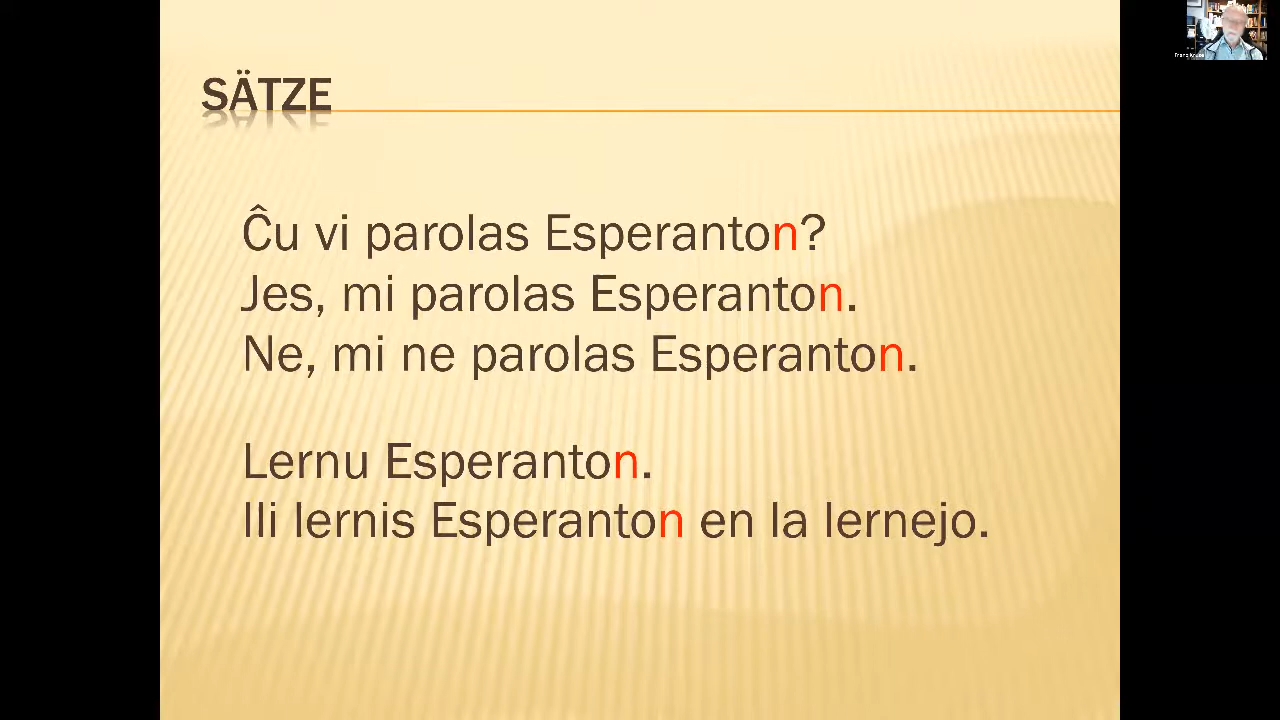 SÄTZE
Ĉu vi parolas Esperanton?
Jes, mi parolas Esperanton.
Ne, mi ne parolas Esperanton.
Lernu Esperanton.
Ili lernis Esperanton en la lernejo.